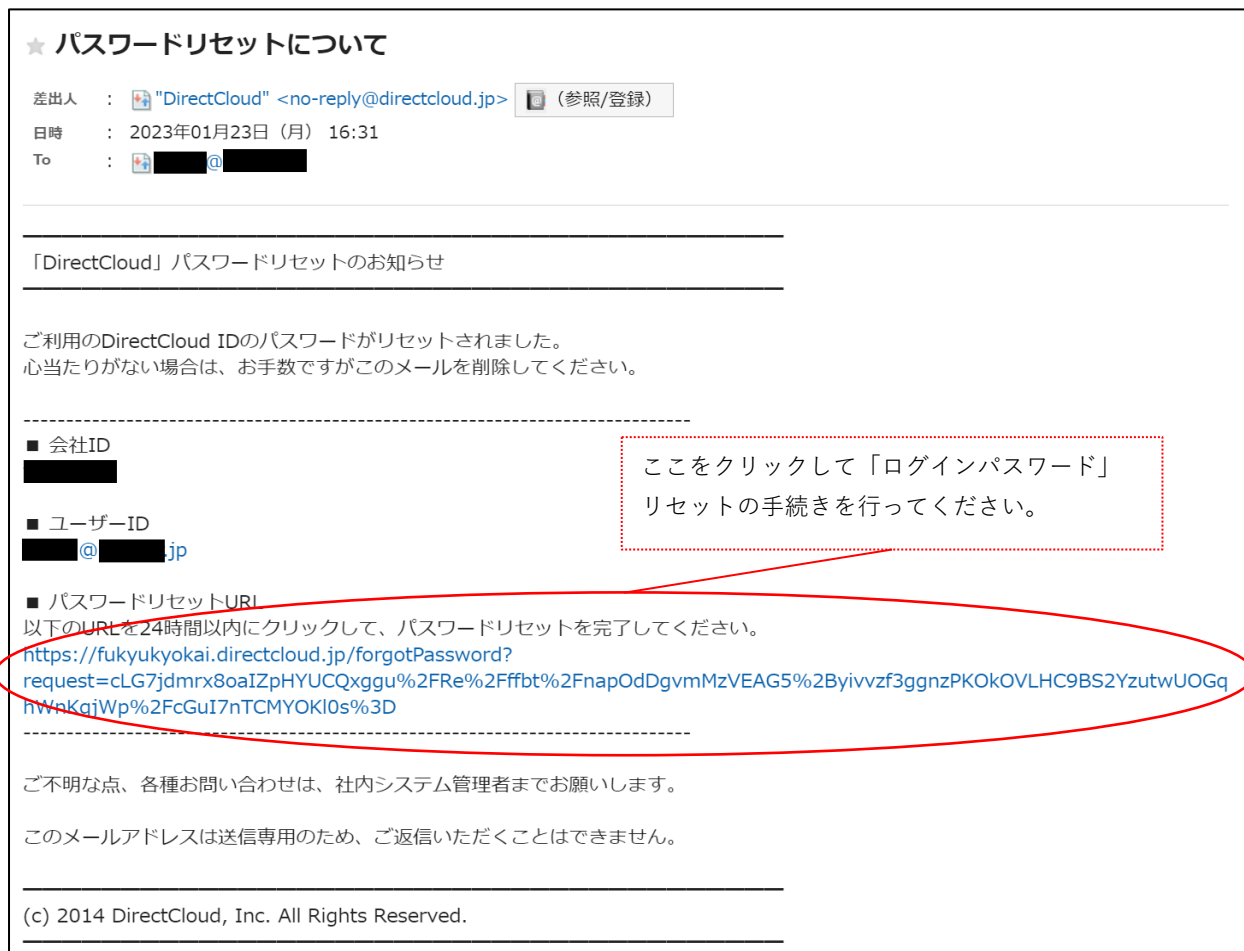 パスワードリセットについて
差出人 : "DirectCloud" <no-reply@directcloud.jp> (参照/登録)
日時 : 2023年01月23日（月） 16:31
To : @
「DirectCloud」パスワードリセットのお知らせ
ご利用のDirectCloud IDのパスワードがリセットされました。
心当たりがない場合は、お手数ですがこのメールを削除してください。
--------------------------------------------------------------------------------
■ 会社ID
ここをクリックして「ログインパスワード」
リセットの手続きを行ってください。
■ ユーザーID
@ .jp
■ パスワードリセットURL
以下のURLを24時間以内にクリックして、パスワードリセットを完了してください。
https://fukyukyokai.directcloud.jp/forgotPassword?
request=cLG7jdmrx8oaIZpHYUCQxggu%2FRe%2Fffbt%2FnapOdDgvmMzVEAG5%2Byivvzf3ggnzPKOkOVLHC9BS2YzutwUOGq
hWnKgjWp%2FcGuI7nTCMYOKl0s%3D
--------------------------------------------------------------------------------
ご不明な点、各種お問い合わせは、社内システム管理者までお願いします。
このメールアドレスは送信専用のため、ご返信いただくことはできません。
(c) 2014 DirectCloud, Inc. All Rights Reserved.